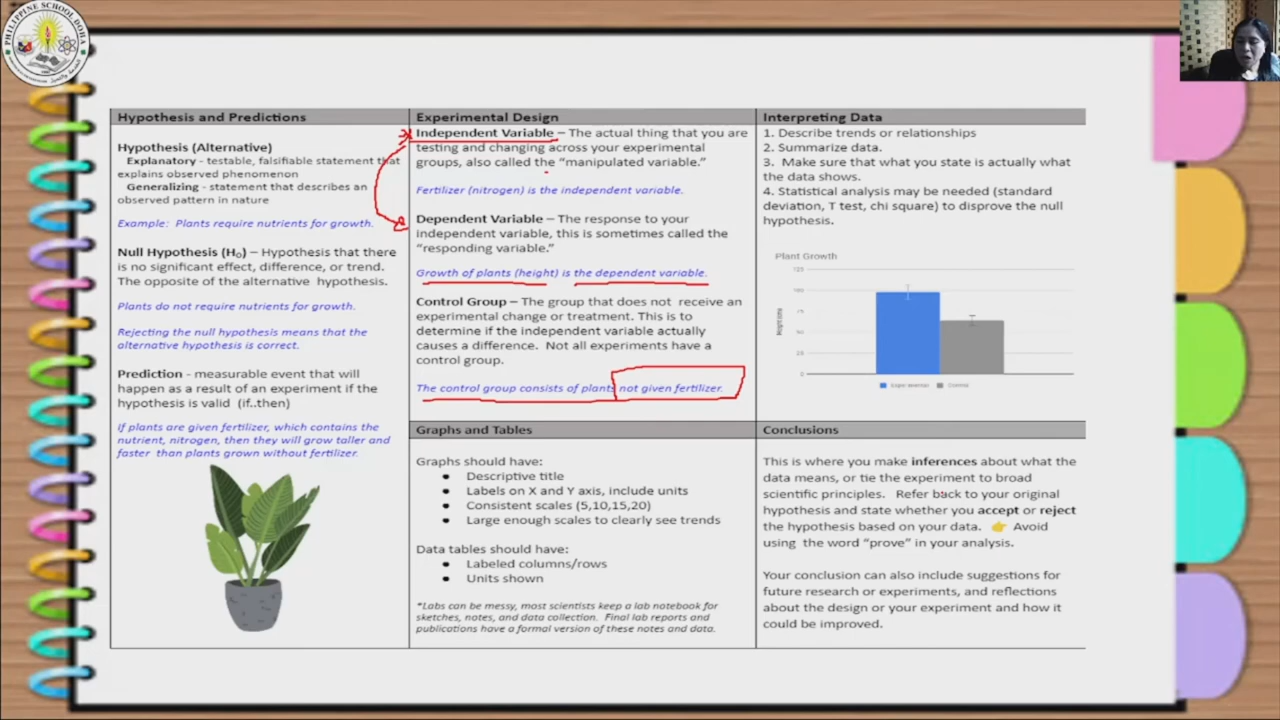 PHILIPPINE SCHOOL DOHA
Hypothesis and Predictions
Hypothesis (Alternative)
Explanatory - testable, falsifiable statement that
explains observed phenomenon
Generalizing - statement that describes an
observed pattern in nature
Example: Plants require nutrients for growth.
Null Hypothesis (H₀) – Hypothesis that there
is no significant effect, difference, or trend.
The opposite of the alternative hypothesis.
Plants do not require nutrients for growth.
Rejecting the null hypothesis means that the
alternative hypothesis is correct.
Prediction - measurable event that will
happen as a result of an experiment if the
hypothesis is valid (if..then)
If plants are given fertilizer, which contains the
nutrient, nitrogen, then they will grow taller and
faster than plants grown without fertilizer.
Experimental Design
Independent Variable – The actual thing that you are
testing and changing across your experimental
groups, also called the “manipulated variable.”
Fertilizer (nitrogen) is the independent variable.
Dependent Variable – The response to your
independent variable, this is sometimes called the
“responding variable.”
Growth of plants (height) is the dependent variable.
Control Group – The group that does not receive an
experimental change or treatment. This is to
determine if the independent variable actually
causes a difference. Not all experiments have a
control group.
The control group consists of plants not given fertilizer.
Interpreting Data
1. Describe trends or relationships
2. Summarize data.
3. Make sure that what you state is actually what
the data shows.
4. Statistical analysis may be needed (standard
deviation, T test, chi square) to disprove the null
hypothesis.
Plant Growth
125
100
75
50
25
0
Control
Graphs and Tables
Graphs should have:
● Descriptive title
● Labels on X and Y axis, include units
● Consistent scales (5,10,15,20)
● Large enough scales to clearly see trends
Data tables should have:
● Labeled columns/rows
● Units shown
*Labs can be messy, most scientists keep a lab notebook for
sketches, notes, and data collection. Final lab reports and
publications have a formal version of these notes and data.
Conclusions
This is where you make inferences about what the
data means, or tie the experiment to broad
scientific principles. Refer back to your original
hypothesis and state whether you accept or reject
the hypothesis based on your data. 👉 Avoid
using the word “prove” in your analysis.
Your conclusion can also include suggestions for
future research or experiments, and reflections
about the design or your experiment and how it
could be improved.